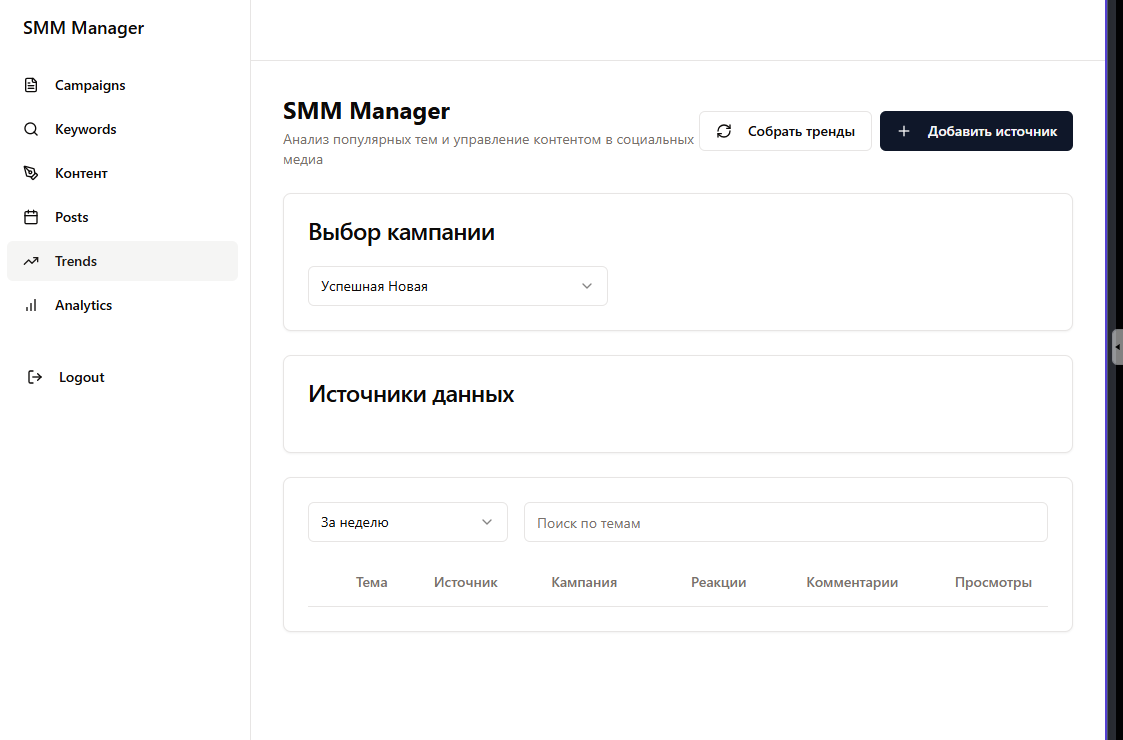 SMM Manager
Campaigns
Keywords
Контент
Posts
Trends
Analytics
Logout
SMM Manager
Анализ популярных тем и управление контентом в социальных
медиа
Собрать тренды
Добавить источник
Выбор кампании
Успешная Новая
Источники данных
За неделю
Поиск по темам
Тема Источник Кампания Реакции Комментарии Просмотры